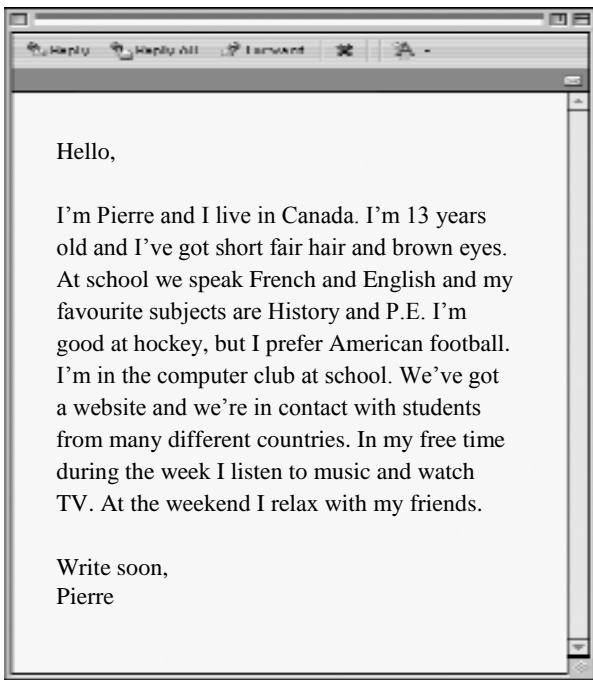 Reply Reply All Forward
Hello,
I’m Pierre and I live in Canada. I’m 13 years
old and I’ve got short fair hair and brown eyes.
At school we speak French and English and my
favourite subjects are History and P.E. I’m
good at hockey, but I prefer American football.
I’m in the computer club at school. We’ve got
a website and we’re in contact with students
from many different countries. In my free time
during the week I listen to music and watch
TV. At the weekend I relax with my friends.
Write soon,
Pierre